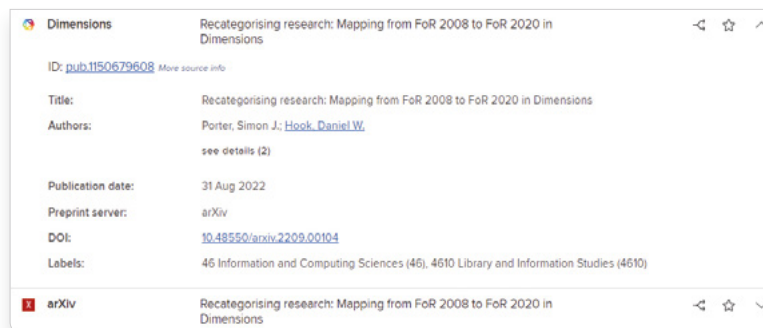 Dimensions Recategorising research: Mapping from FoR 2008 to FoR 2020 in
Dimensions
ID: pub.1150679608 More source info
Title: Recategorising research: Mapping from FoR 2008 to FoR 2020 in Dimensions
Authors: Porter, Simon J.; Hook, Daniel W.
see details (2)
Publication date: 31 Aug 2022
Preprint server: arXiv
DOI: 10.48550/arxiv.2209.00104
Labels: 46 Information and Computing Sciences (46), 4610 Library and Information Studies (4610)
arXiv Recategorising research: Mapping from FoR 2008 to FoR 2020 in
Dimensions